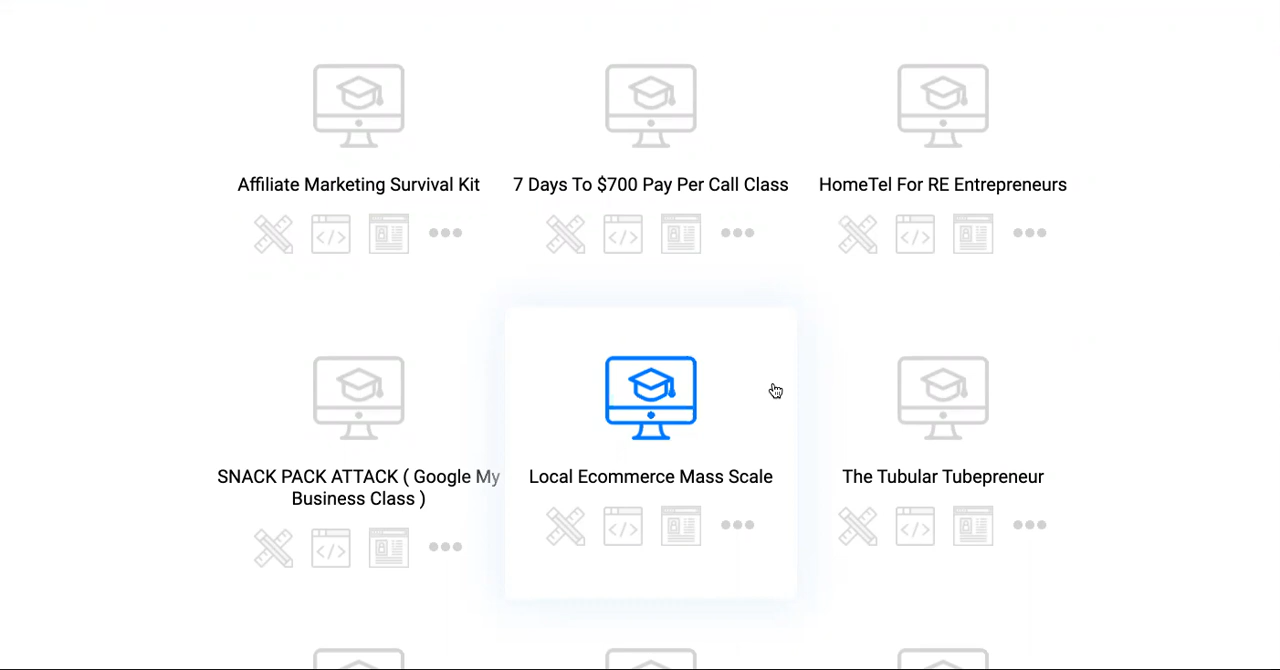 Affiliate Marketing Survival Kit
7 Days To $700 Pay Per Call Class
HomeTel For RE Entrepreneurs
SNACK PACK ATTACK ( Google My
Business Class )
Local Ecommerce Mass Scale
The Tubular Tubepreneur